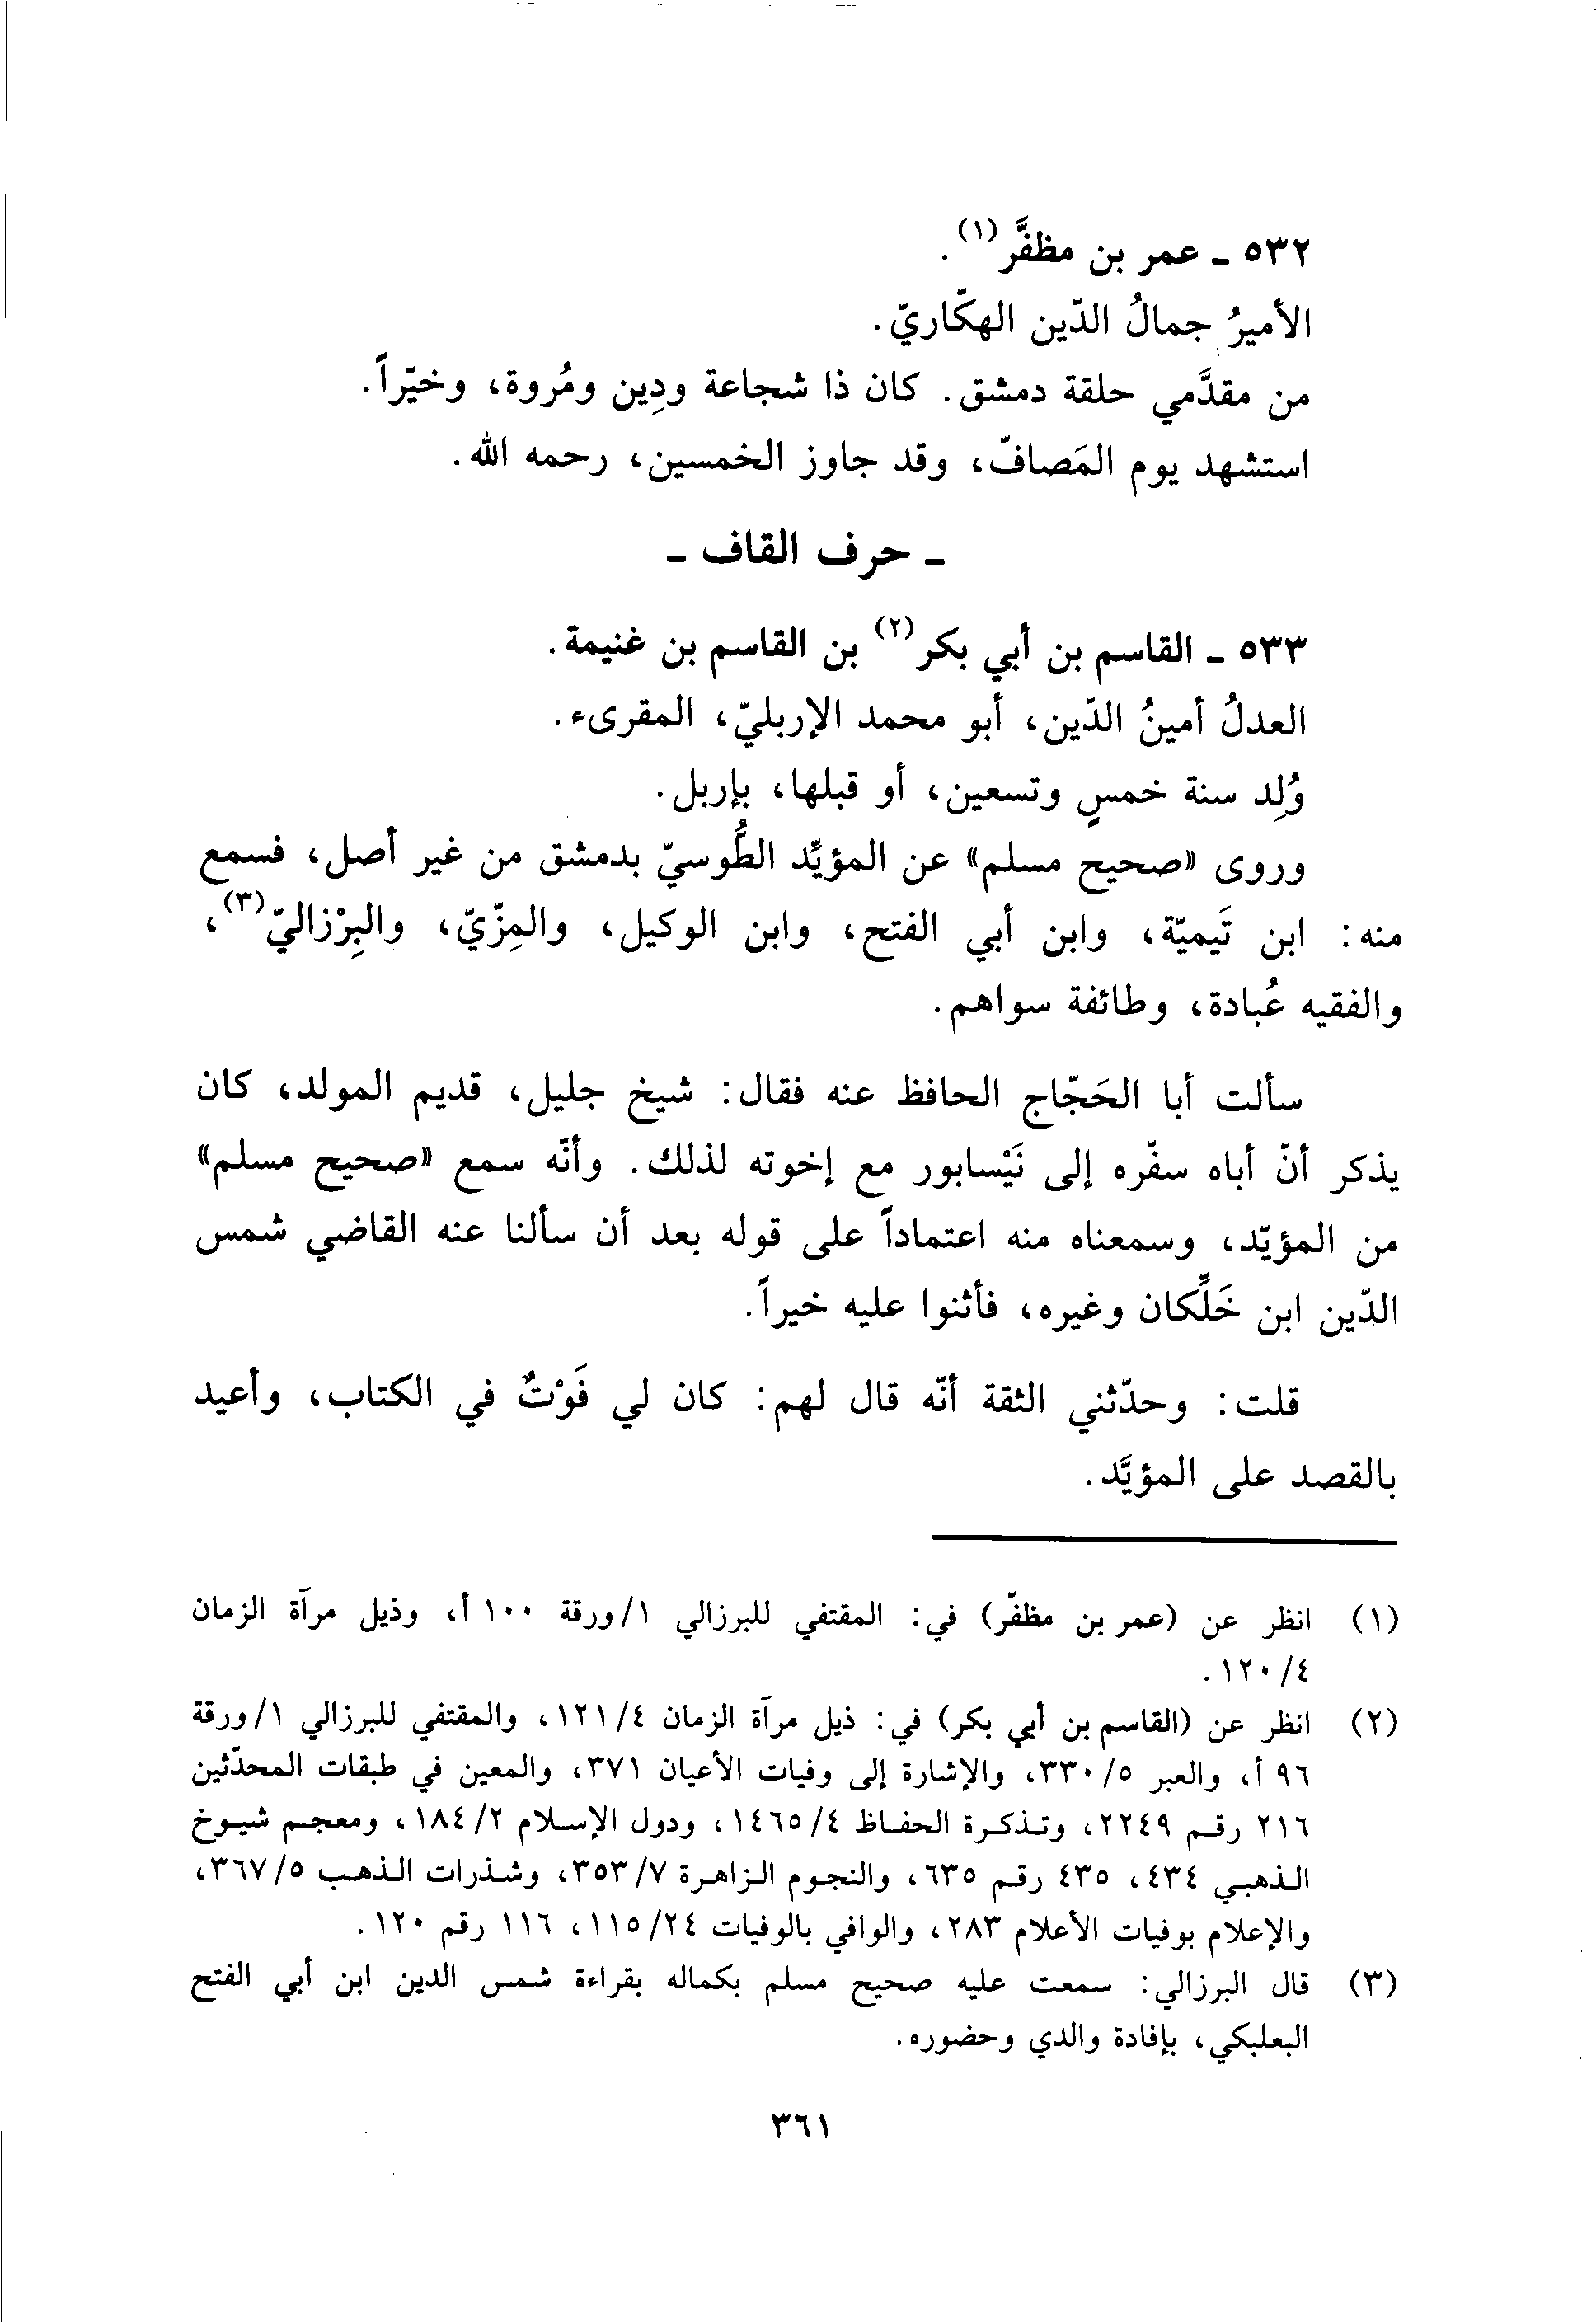 ٥٣٢ ـ عمر بن مظفَّر(١).
الأميرُ جمالُ الدّين الهكّاريّ.
من مقدَّمي حلقة دمشق. كان ذا شجاعة ودِين ومُروة، وخيّراً.
استشهد يوم المَصافّ، وقد جاوز الخمسين، رحمه الله.
ـ حرف القاف ـ
٥٣٣ ـ القاسم بن أبي بكر(٢) بن القاسم بن غنيمة.
العدلُ أمينُ الدّين، أبو محمد الإربليّ، المقرىء.
وُلِد سنة خمسٍ وتسعين، أو قبلها، بإربل.
وروى «صحيح مسلم» عن المؤيِّد الطُّوسيّ بدمشق من غير أصل، فسمع
منه: ابن تَيميّة، وابن أبي الفتح، وابن الوكيل، والمِزّيّ، والبِرْزاليّ(٣)،
والفقيه عُبادة، وطائفة سواهم.
سألت أبا الحَجّاج الحافظ عنه فقال: شيخ جليل، قديم المولد، كان
يذكر أنّ أباه سفّره إلى نَيْسابور مع إخوته لذلك. وأنّه سمع «صحيح مسلم»
من المؤيّد، وسمعناه منه اعتماداً على قوله بعد أن سألنا عنه القاضي شمس
الدّين ابن خَلِّكان وغيره، فأثنوا عليه خيراً.
قلت: وحدّثني الثقة أنّه قال لهم: كان لي فَوْتٌ في الكتاب، وأعيد
بالقصد على المؤيَّد.
(١) انظر عن (عمر بن مظفّر) في: المقتفي للبرزالي ١/ورقة ١٠٠ أ، وذيل مرآة الزمان
٤/١٢٠.
(٢) انظر عن (القاسم بن أبي بكر) في: ذيل مرآة الزمان ٤/١٢١، والمقتفي للبرزالي ١/ورقة
٩٦ أ، والعبر ٥/٣٣٠، والإشارة إلى وفيات الأعيان ٣٧١، والمعين في طبقات المحدّثين
٢١٦ رقم ٢٢٤٩، وتذكرة الحفاظ ٤/١٤٦٥، ودول الإسلام ٢/١٨٤، ومعجم شيوخ
الذهبي ٤٣٤، ٤٣٥ رقم ٦٣٥، والنجوم الزاهرة ٧/٣٥٣، وشذرات الذهب ٥/٣٦٧،
والإعلام بوفيات الأعلام ٢٨٣، والوافي بالوفيات ٢٤/١١٥، ١١٦ رقم ١٢٠.
(٣) قال البرزالي: سمعت عليه صحيح مسلم بكماله بقراءة شمس الدين ابن أبي الفتح
البعلبكي، بإفادة والدي وحضوره.
٣٦١